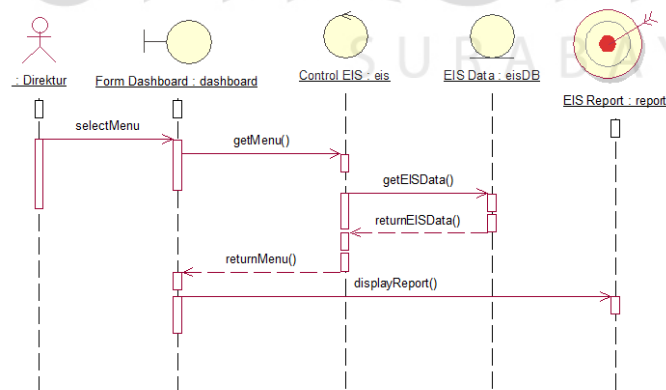 SURABAY
_: Direktur
Form Dashboard : dashboard
Control EIS : eis
EIS Data : eisDB
EIS Report : report
selectMenu
getMenu()
getEISData()
returnEISData()
returnMenu()
displayReport()